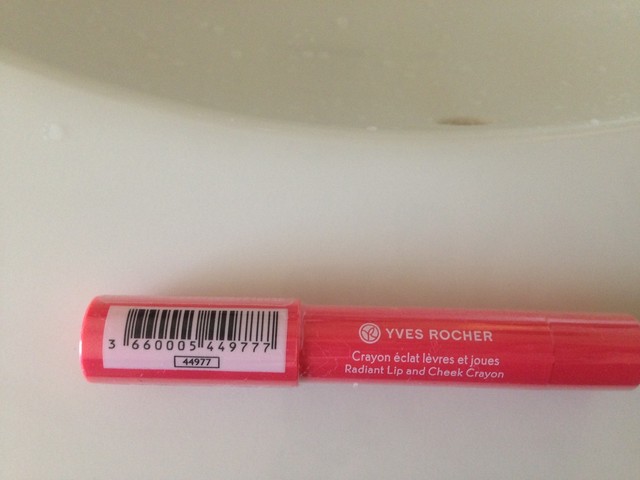 3 660005 449777
44977
YVES ROCHER
Crayon éclat lèvres et joues
Radiant Lip and Cheek Crayon